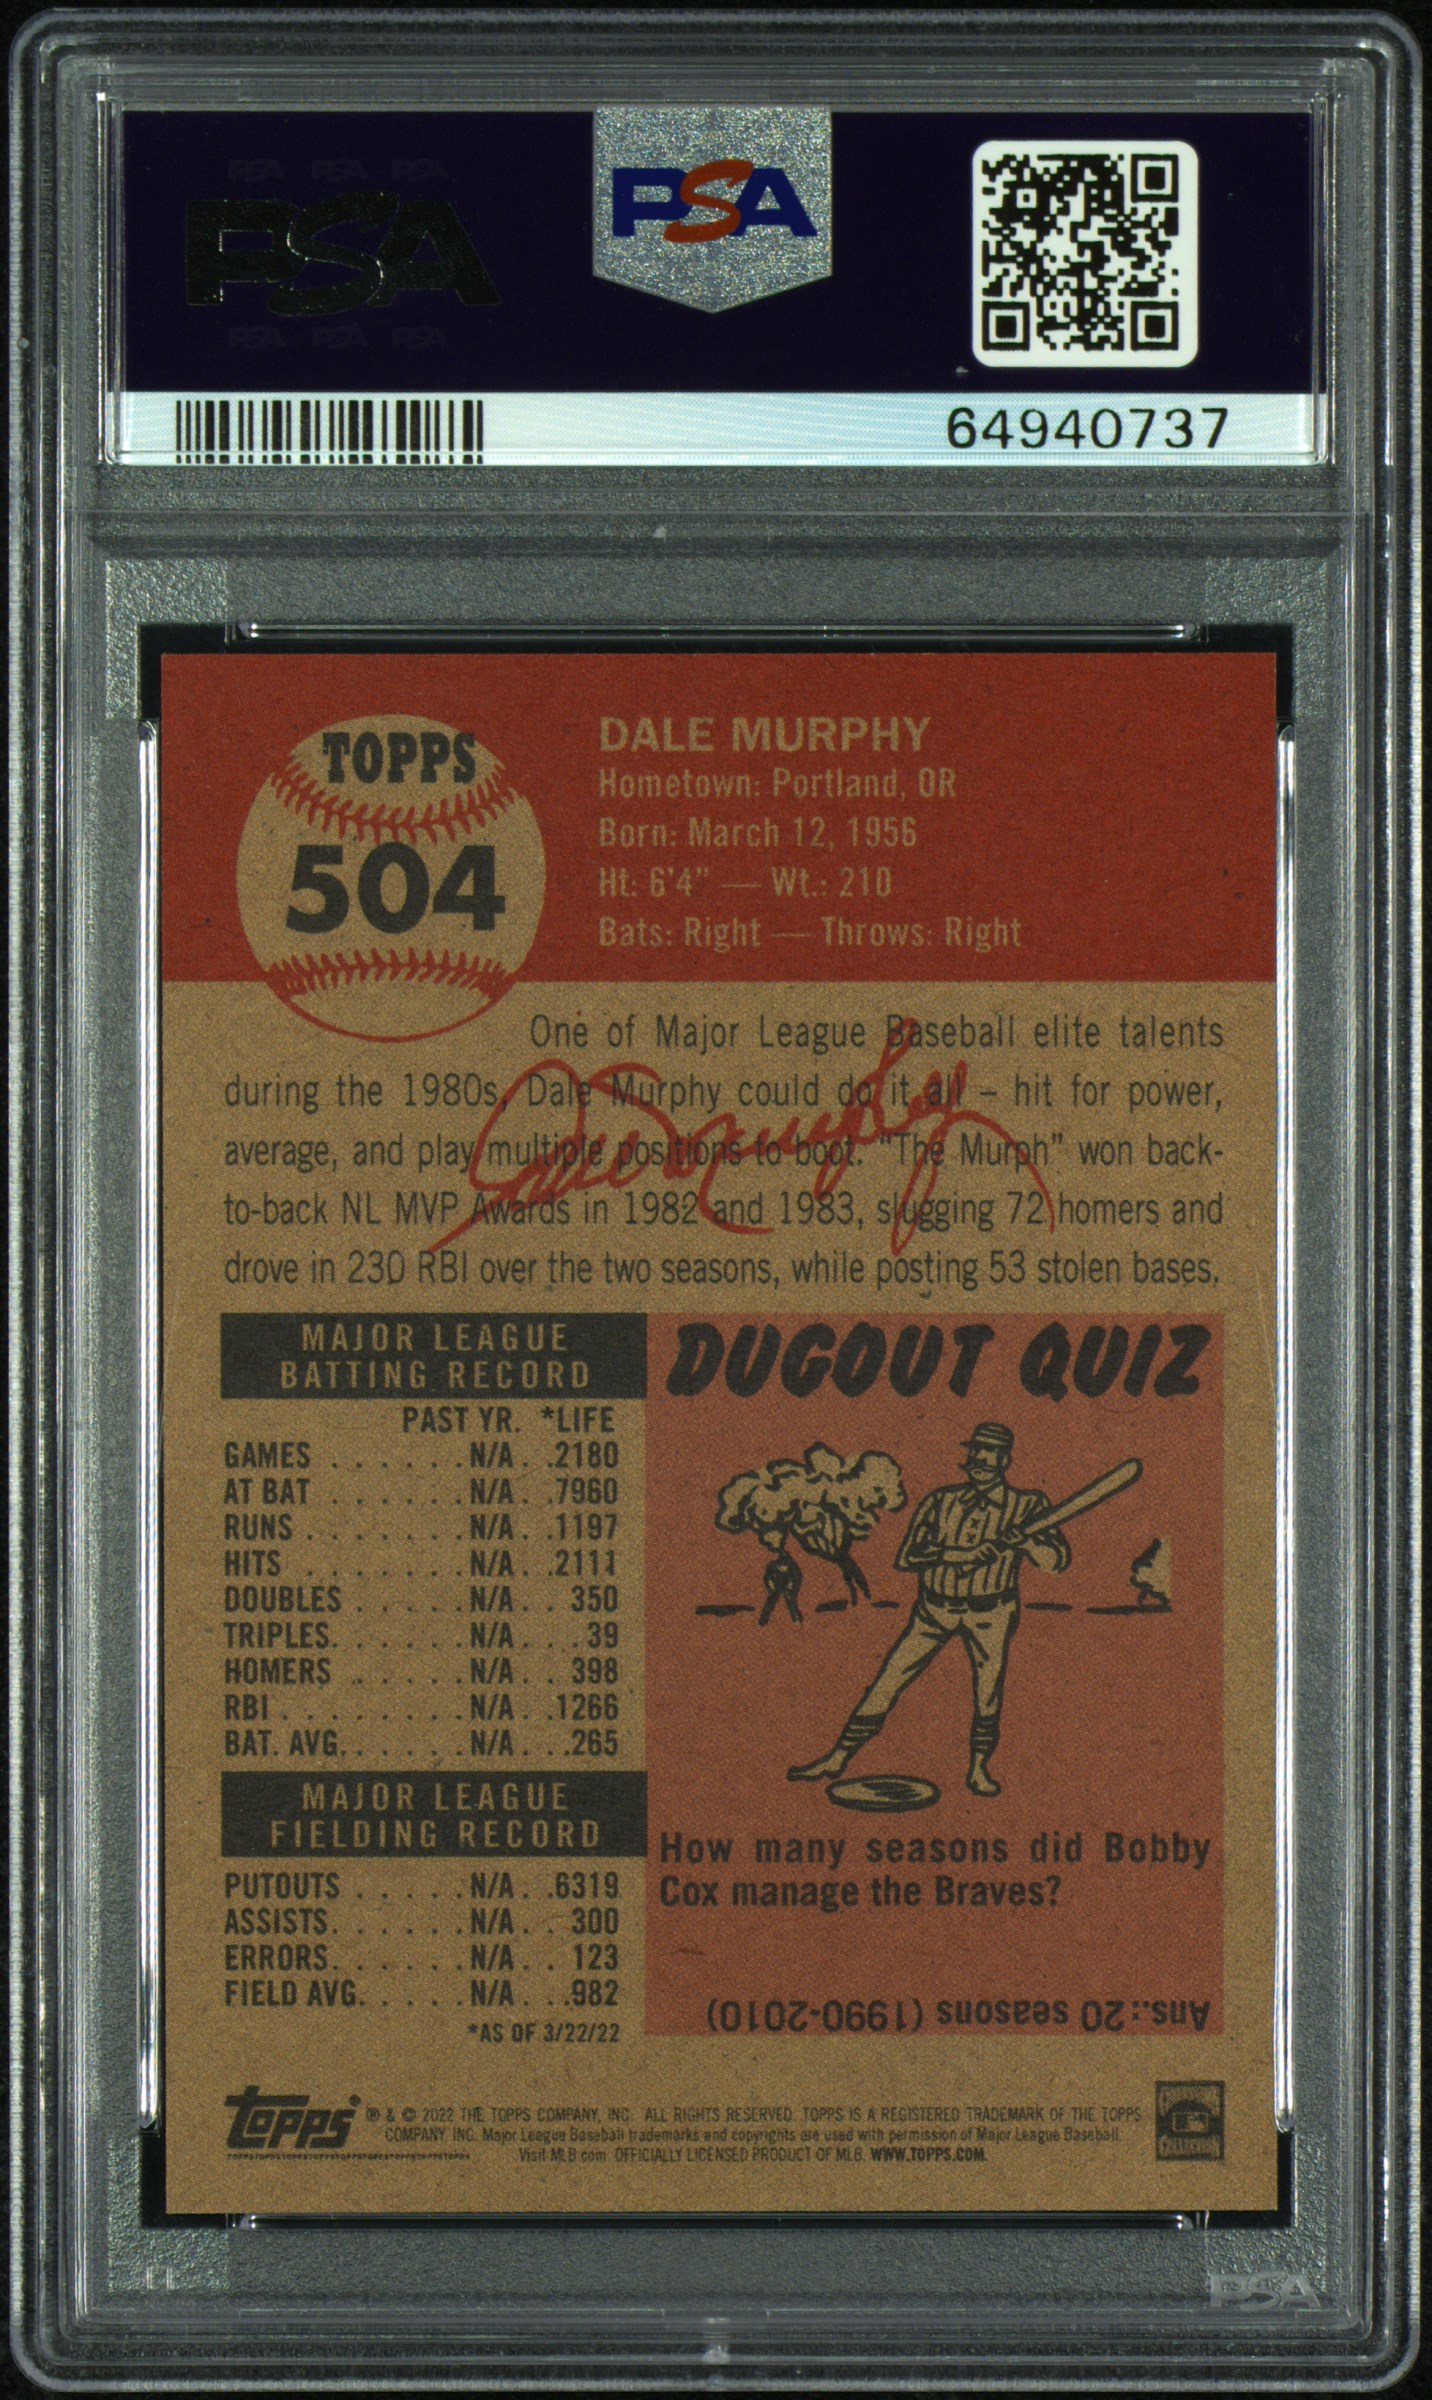 PSA PSA PSA
PSA
PSA PSA PSA
PSA
64940737
TOPPS
504
DALE MURPHY
Hometown: Portland, OR
Born: March 12, 1956
Ht: 6'4" — Wt.: 210
Bats: Right — Throws: Right
One of Major League Baseball elite talents
during the 1980s, Dale Murphy could do it all – hit for power,
average, and play multiple positions to boot. "The Murph" won back-
to-back NL MVP Awards in 1982 and 1983, slugging 72 homers and
drove in 230 RBI over the two seasons, while posting 53 stolen bases.
Dale Murphy
MAJOR LEAGUE
BATTING RECORD
PAST YR. *LIFE
GAMES . . . . . . N/A . .2180
AT BAT . . . . . . N/A . .7960
RUNS . . . . . . . N/A . .1197
HITS . . . . . . . N/A . .2111
DOUBLES . . . . . N/A . . 350
TRIPLES. . . . . . N/A . . . 39
HOMERS . . . . . N/A . . 398
RBI . . . . . . . . N/A . .1266
BAT. AVG. . . . . . N/A . . .265
MAJOR LEAGUE
FIELDING RECORD
PUTOUTS . . . . . N/A . .6319
ASSISTS. . . . . . N/A . . 300
ERRORS. . . . . . N/A . . 123
FIELD AVG. . . . . N/A . . .982
*AS OF 3/22/22
DUGOUT QUIZ
How many seasons did Bobby
Cox manage the Braves?
Ans.: 20 seasons (1990-2010)
Topps
® & © 2022 THE TOPPS COMPANY, INC. ALL RIGHTS RESERVED. TOPPS IS A REGISTERED TRADEMARK OF THE TOPPS
COMPANY, INC. Major League Baseball trademarks and copyrights are used with permission of Major League Baseball.
Visit MLB.com. OFFICIALLY LICENSED PRODUCT OF MLB. WWW.TOPPS.COM.
PSA